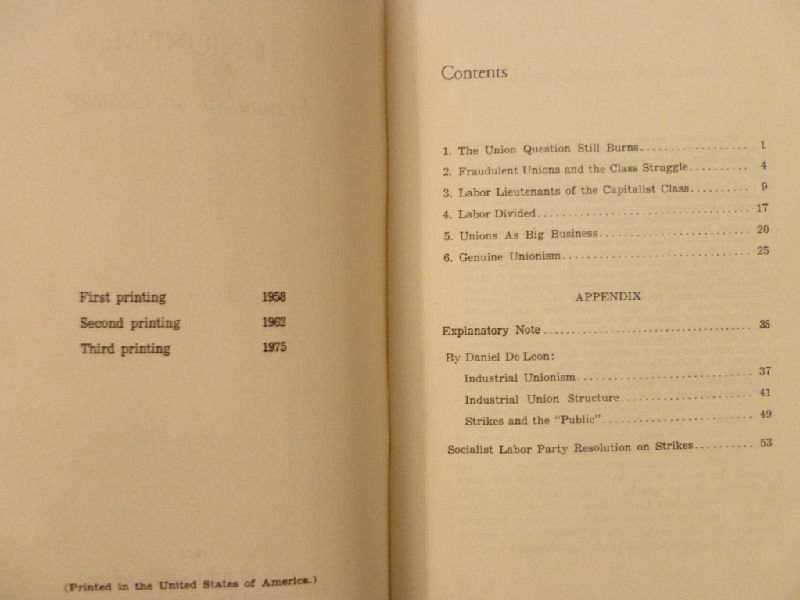 First printing 1958
Second printing 1962
Third printing 1975
(Printed in the United States of America.)
Contents
1. The Union Question Still Burns.................. 1
2. Fraudulent Unions and the Class Struggle.......... 4
3. Labor Lieutenants of the Capitalist Class.......... 9
4. Labor Divided.................................... 17
5. Unions As Big Business.......................... 20
6. Genuine Unionism................................ 25
APPENDIX
Explanatory Note................................... 35
By Daniel De Leon:
Industrial Unionism............................ 37
Industrial Union Structure...................... 41
Strikes and the "Public"......................... 49
Socialist Labor Party Resolution on Strikes.......... 53